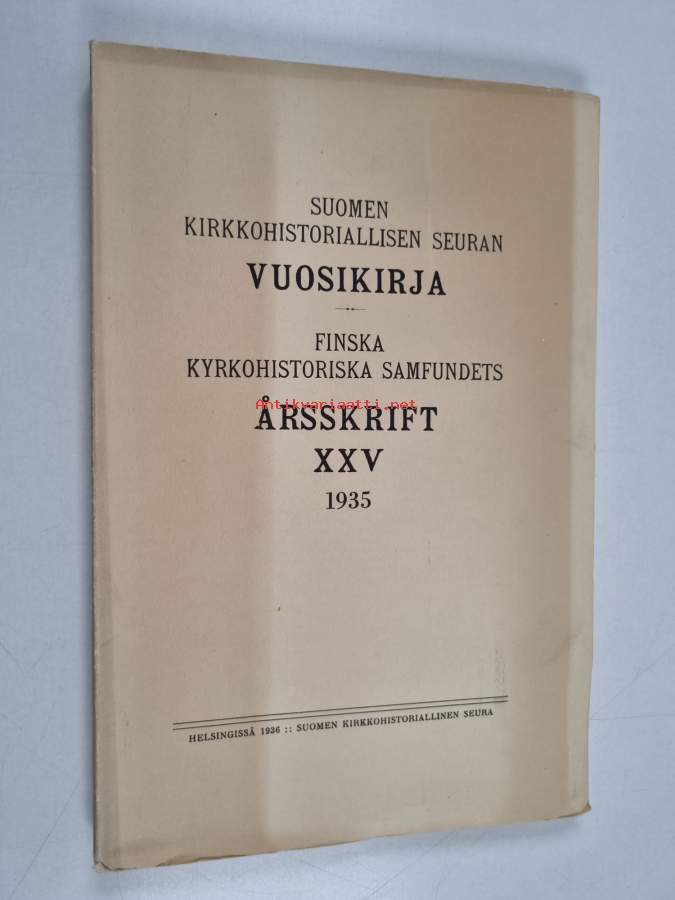 SUOMEN
KIRKKOHISTORIALLISEN SEURAN
VUOSIKIRJA
FINSKA
KYRKOHISTORISKA SAMFUNDETS
Antikvariaatti.net
ÅRSSKRIFT
XXV
1935
HELSINGISSÄ 1936 :: SUOMEN KIRKKOHISTORIALLINEN SEURA